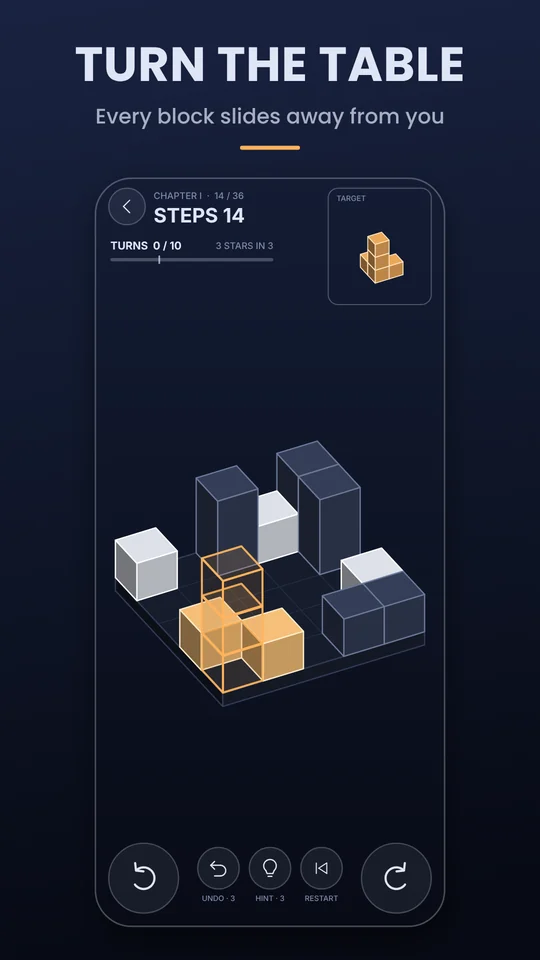 TURN THE TABLE
Every block slides away from you
CHAPTER I · 14 / 36
STEPS 14
TURNS 0 / 10
3 STARS IN 3
TARGET
UNDO · 3
HINT · 3
RESTART